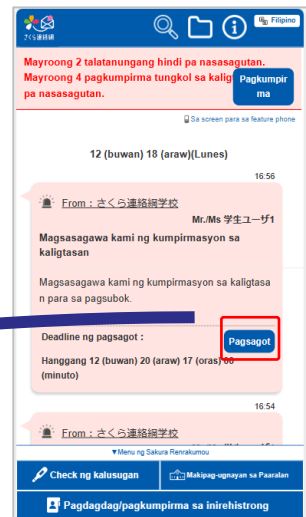 さくら連絡網
Filipino
Mayroong 2 talatanungang hindi pa nasasagutan.
Mayroong 4 pagkumpirma tungkol sa kalig
pa nasasagutan.
Pagkumpir
ma
Sa screen para sa feature phone
12 (buwan) 18 (araw)(Lunes)
16:56
From：さくら連絡網学校
Mr./Ms 学生ユーザ1
Magsasagawa kami ng kumpirmasyon sa
kaligtasan
Magsasagawa kami ng kumpirmasyon sa kaligtasa
n para sa pagsubok.
Deadline ng pagsagot：
Pagsagot
Hanggang 12 (buwan) 20 (araw) 17 (oras) 00
(minuto)
16:54
From：さくら連絡網学校
▼Menu ng Sakura Renrakumou
Check ng kalusugan
Makipag-ugnayan sa Paaralan
Pagdagdag/pagkumpirma sa inirehistrong